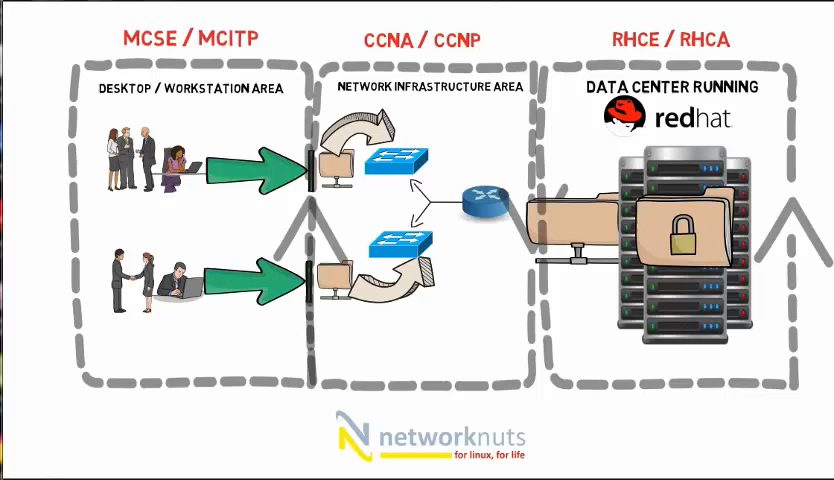 MCSE / MCITP
CCNA / CCNP
RHCE / RHCA
DESKTOP / WORKSTATION AREA
NETWORK INFRASTRUCTURE AREA
DATA CENTER RUNNING
redhat
networknuts
for linux, for life